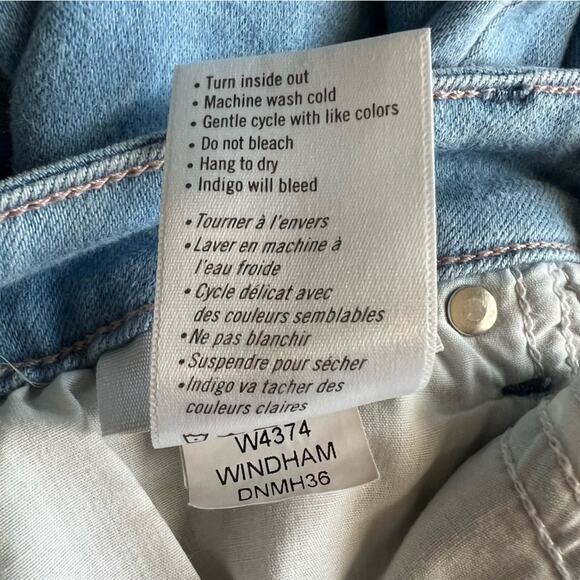 • Turn inside out
• Machine wash cold
• Gentle cycle with like colors
• Do not bleach
• Hang to dry
• Indigo will bleed
• Tourner à l'envers
• Laver en machine à
l'eau froide
• Cycle délicat avec
des couleurs semblables
• Ne pas blanchir
• Suspendre pour sécher
• Indigo va tacher des
couleurs claires
W4374
WINDHAM
DNMH36